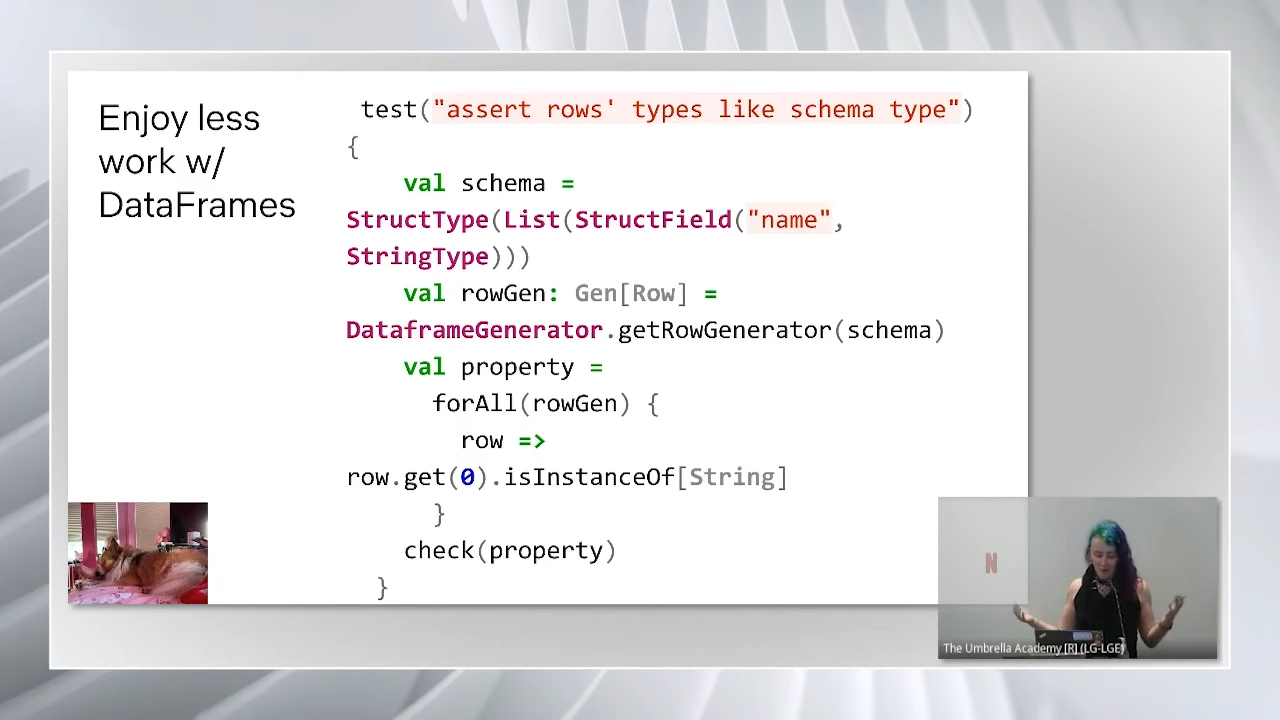 Enjoy less
work w/
DataFrames
test("assert rows' types like schema type")
{
val schema =
StructType(List(StructField("name",
StringType)))
val rowGen: Gen[Row] =
DataframeGenerator.getRowGenerator(schema)
val property =
forAll(rowGen) {
row =>
row.get(0).isInstanceOf[String]
}
check(property)
}
N
The Umbrella Academy [R] (LG-LGE)